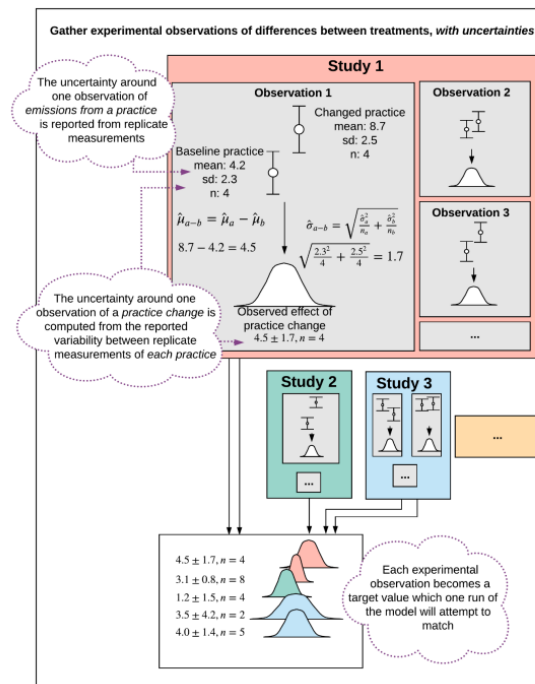 Gather experimental observations of differences between treatments, with uncertainties
Study 1
The uncertainty around
one observation of
emissions from a practice
is reported from replicate
measurements
Observation 1
Changed practice
mean: 8.7
sd: 2.5
n: 4
Baseline practice
mean: 4.2
sd: 2.3
n: 4
μ̂ₐ₋ᵦ = μ̂ₐ − μ̂ᵦ
8.7 − 4.2 = 4.5
σ̂ₐ₋ᵦ = √(σ̂ₐ²/nₐ + σ̂ᵦ²/nᵦ)
√(2.3²/4 + 2.5²/4) = 1.7
Observed effect of
practice change
4.5 ± 1.7, n = 4
Observation 2
Observation 3
...
The uncertainty around one
observation of a practice change is
computed from the reported
variability between replicate
measurements of each practice
Study 2
...
Study 3
...
...
4.5 ± 1.7, n = 4
3.1 ± 0.8, n = 8
1.2 ± 1.5, n = 4
3.5 ± 4.2, n = 2
4.0 ± 1.4, n = 5
Each experimental
observation becomes a
target value which one run
of the model will attempt to
match